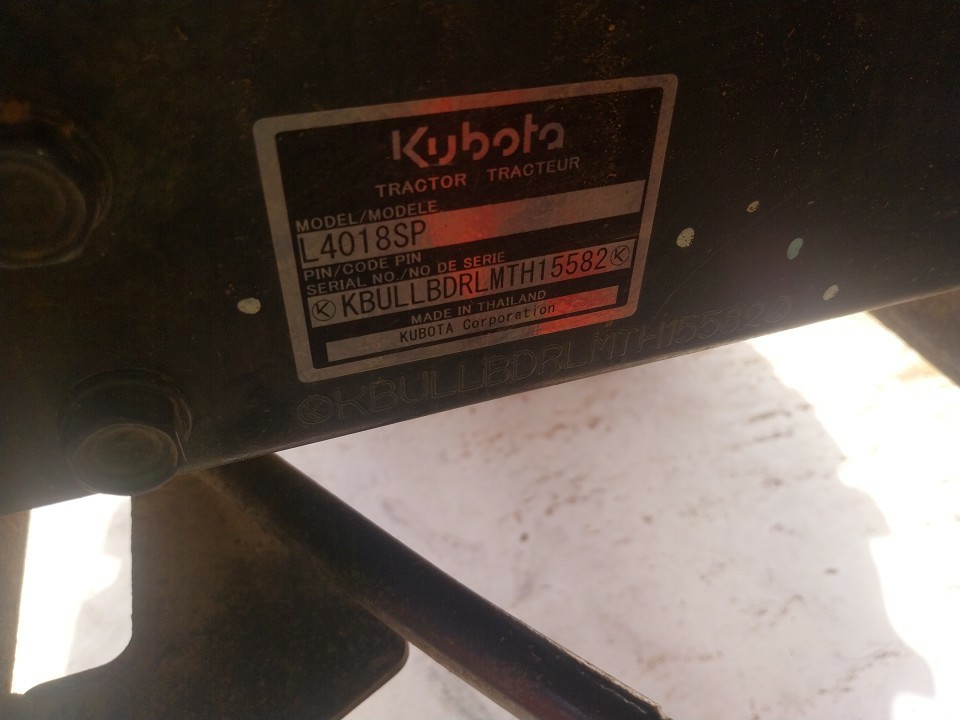 Kubota
TRACTOR TRACTEUR
MODEL/MODELE
L4018SP
PIN/CODE PIN
SERIAL NO./NO DE SERIE
KBULLBDRLMTH15582
MADE IN THAILAND
KUBOTA Corporation
KBULLBDRLMTH15582